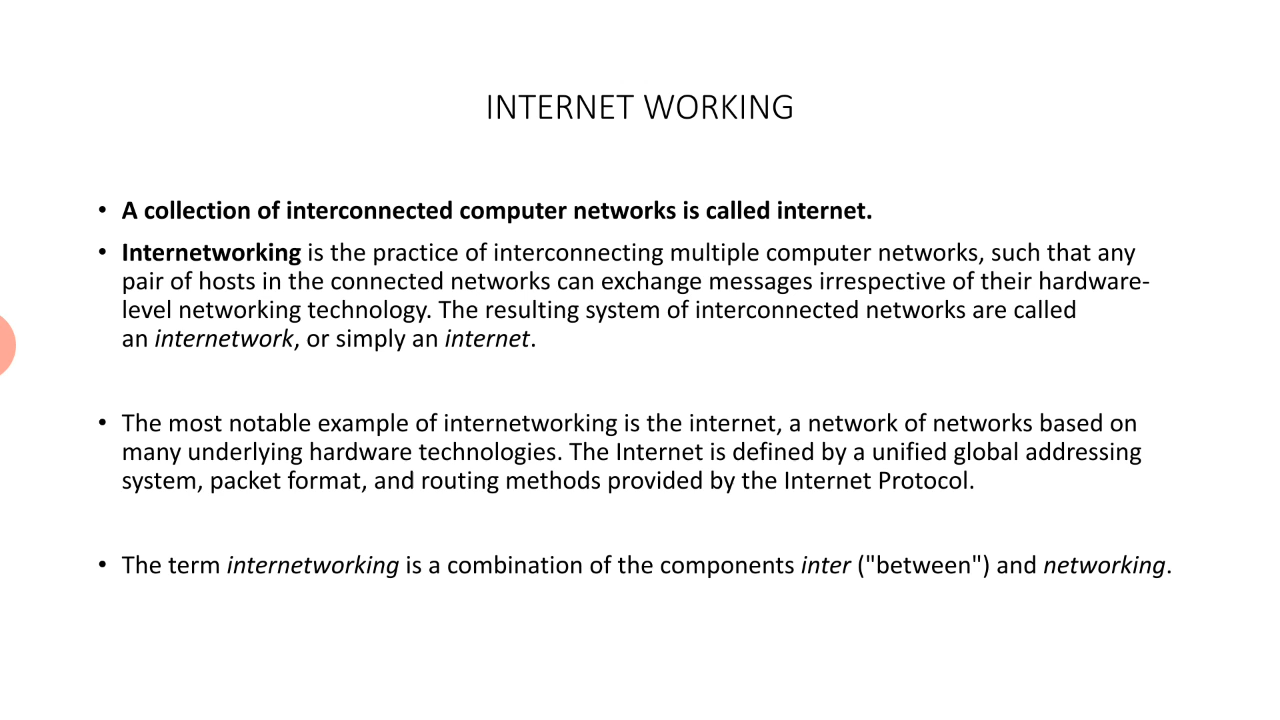 INTERNET WORKING
• A collection of interconnected computer networks is called internet.
• Internetworking is the practice of interconnecting multiple computer networks, such that any
pair of hosts in the connected networks can exchange messages irrespective of their hardware-
level networking technology. The resulting system of interconnected networks are called
an internetwork, or simply an internet.
• The most notable example of internetworking is the internet, a network of networks based on
many underlying hardware technologies. The Internet is defined by a unified global addressing
system, packet format, and routing methods provided by the Internet Protocol.
• The term internetworking is a combination of the components inter ("between") and networking.